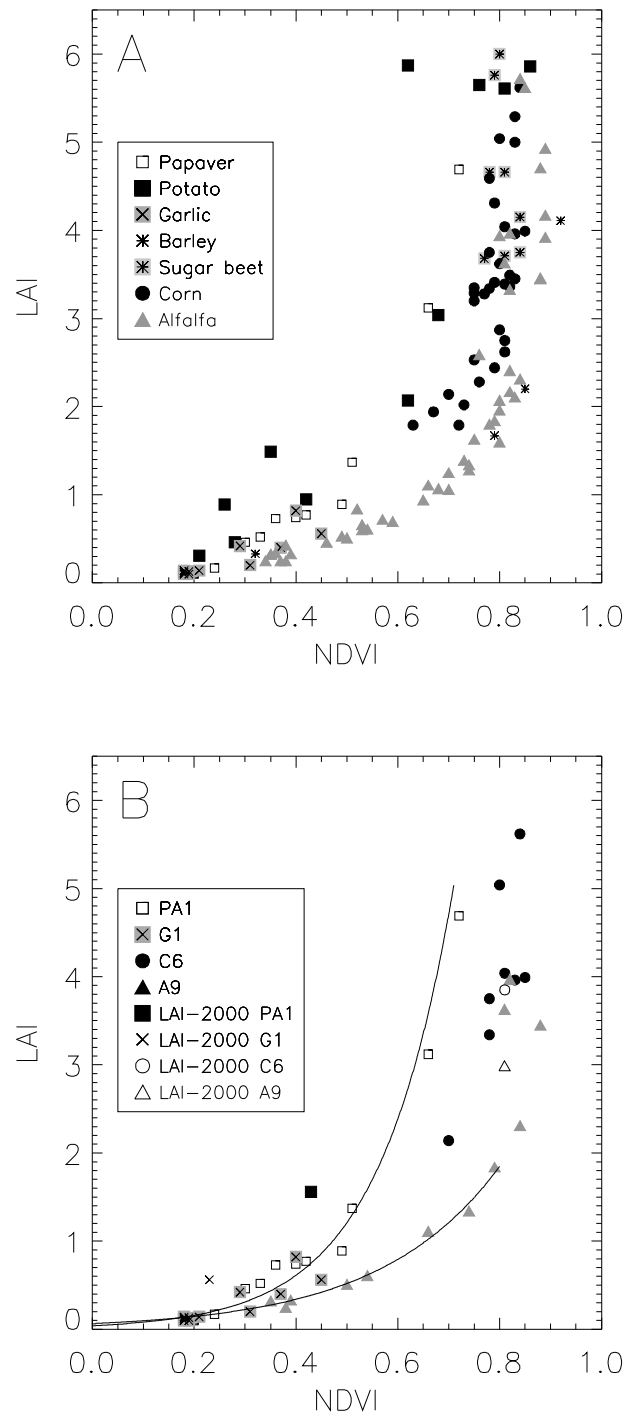 A
6
5
4
3
2
1
0
LAI
Papaver
Potato
Garlic
Barley
Sugar beet
Corn
Alfalfa
0.0 0.2 0.4 0.6 0.8 1.0
NDVI
B
6
5
4
3
2
1
0
LAI
PA1
G1
C6
A9
LAI-2000 PA1
LAI-2000 G1
LAI-2000 C6
LAI-2000 A9
0.0 0.2 0.4 0.6 0.8 1.0
NDVI